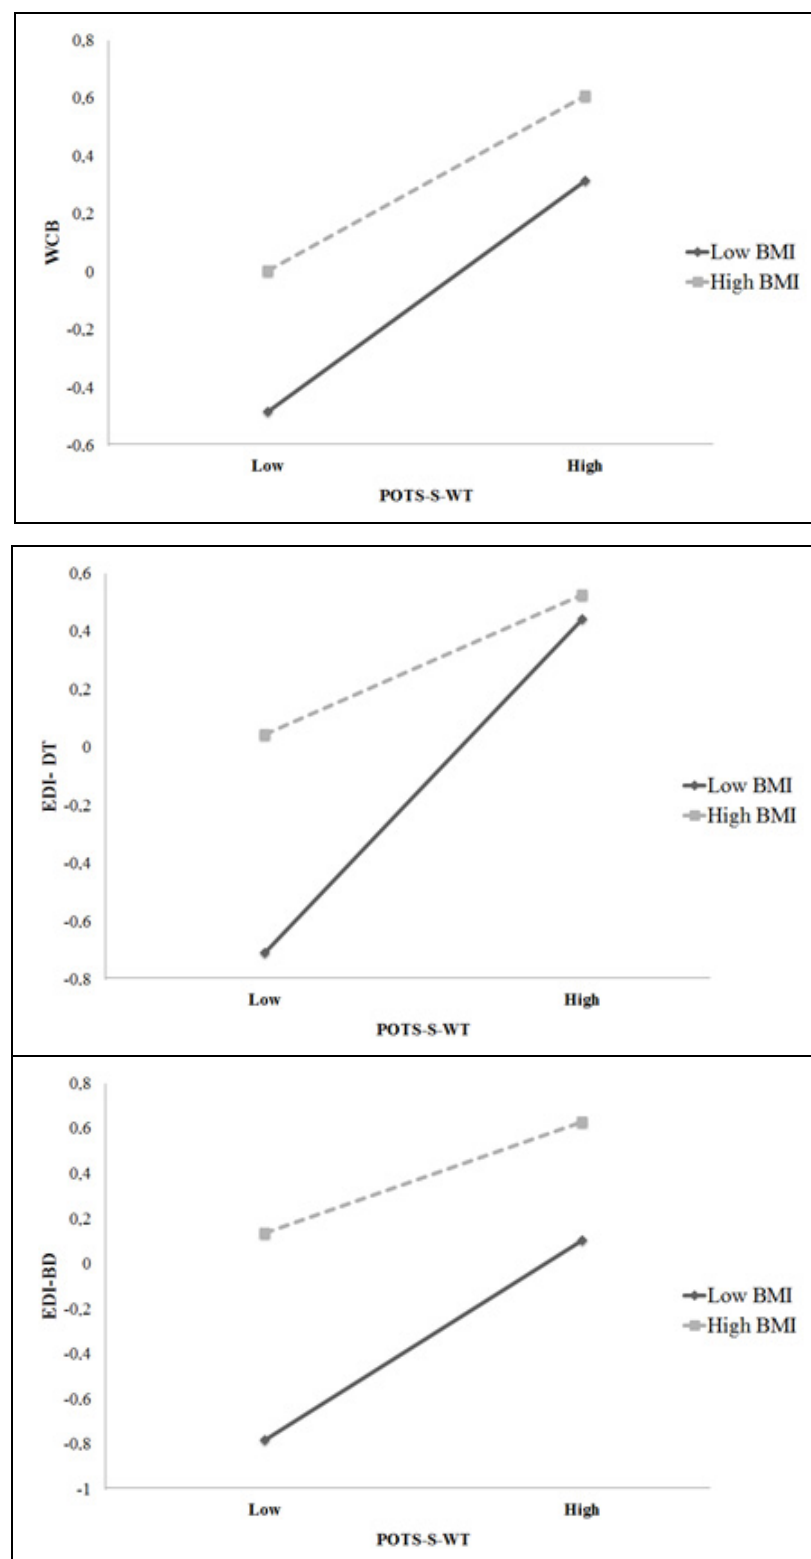 0,8
0,6
0,4
0,2
0
-0,2
-0,4
-0,6
WCB
Low
High
POTS-S-WT
Low BMI
High BMI
0,6
0,4
0,2
0
-0,2
-0,4
-0,6
-0,8
EDI- DT
Low
High
POTS-S-WT
Low BMI
High BMI
0,8
0,6
0,4
0,2
0
-0,2
-0,4
-0,6
-0,8
-1
EDI-BD
Low
High
POTS-S-WT
Low BMI
High BMI